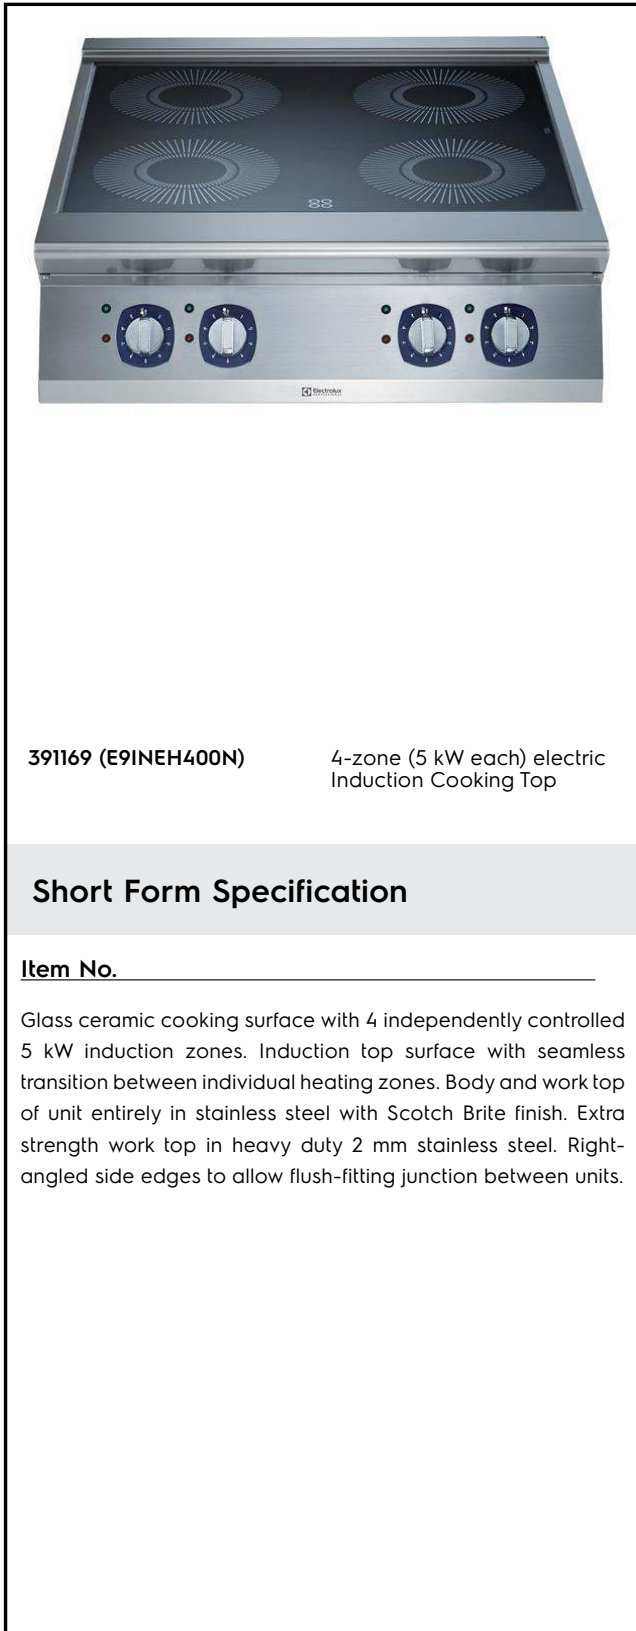 Electrolux
PROFESSIONAL
391169 (E9INEH400N)
4-zone (5 kW each) electric
Induction Cooking Top
Short Form Specification
Item No.
Glass ceramic cooking surface with 4 independently controlled
5 kW induction zones. Induction top surface with seamless
transition between individual heating zones. Body and work top
of unit entirely in stainless steel with Scotch Brite finish. Extra
strength work top in heavy duty 2 mm stainless steel. Right-
angled side edges to allow flush-fitting junction between units.